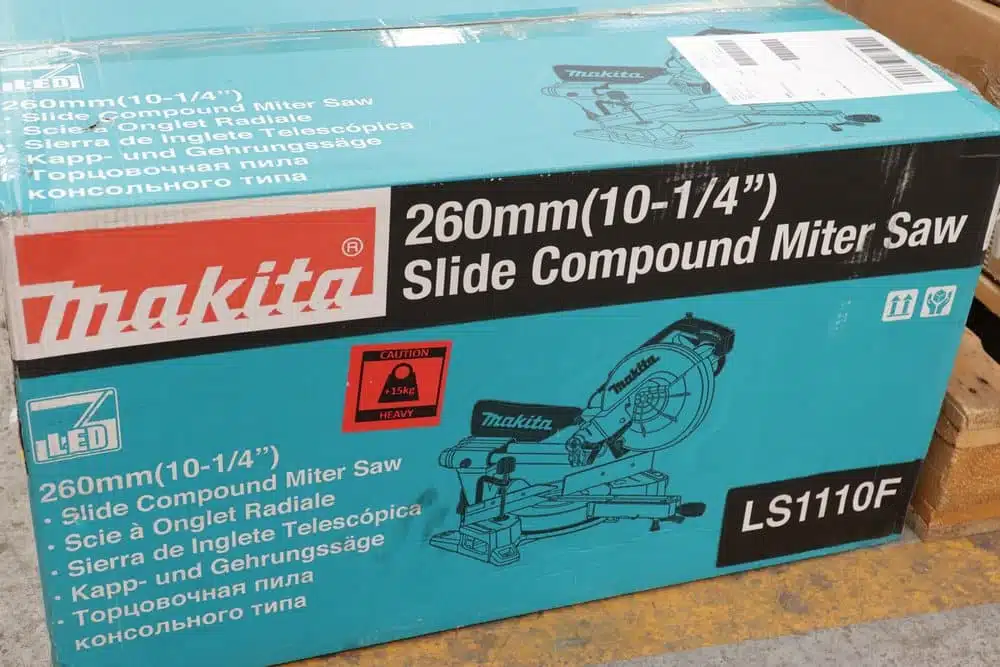 LED
260mm(10-1/4")
· Slide Compound Miter Saw
· Scie à Onglet Radiale
· Sierra de Inglete Telescópica
· Kapp- und Gehrungssäge
· Торцовочная пила
консольного типа
makita
makita®
260mm(10-1/4")
Slide Compound Miter Saw
CAUTION
+15kg
HEAVY
makita
makita
LED
260mm(10-1/4")
· Slide Compound Miter Saw
· Scie à Onglet Radiale
· Sierra de Inglete Telescópica
· Kapp- und Gehrungssäge
· Торцовочная пила
консольного типа
LS1110F